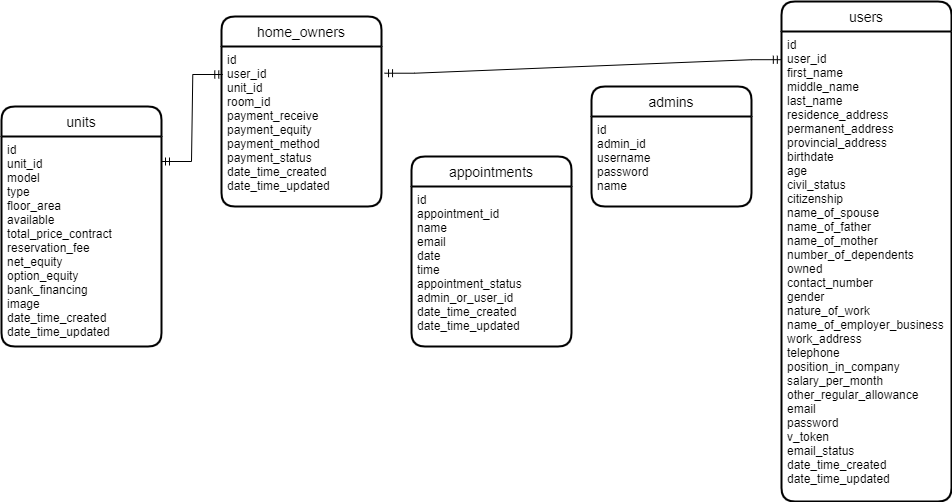 units
id
unit_id
model
type
floor_area
available
total_price_contract
reservation_fee
net_equity
option_equity
bank_financing
image
date_time_created
date_time_updated
home_owners
id
user_id
unit_id
room_id
payment_receive
payment_equity
payment_method
payment_status
date_time_created
date_time_updated
appointments
id
appointment_id
name
email
date
time
appointment_status
admin_or_user_id
date_time_created
date_time_updated
admins
id
admin_id
username
password
name
users
id
user_id
first_name
middle_name
last_name
residence_address
permanent_address
provincial_address
birthdate
age
civil_status
citizenship
name_of_spouse
name_of_father
name_of_mother
number_of_dependents
owned
contact_number
gender
nature_of_work
name_of_employer_business
work_address
telephone
position_in_company
salary_per_month
other_regular_allowance
email
password
v_token
email_status
date_time_created
date_time_updated